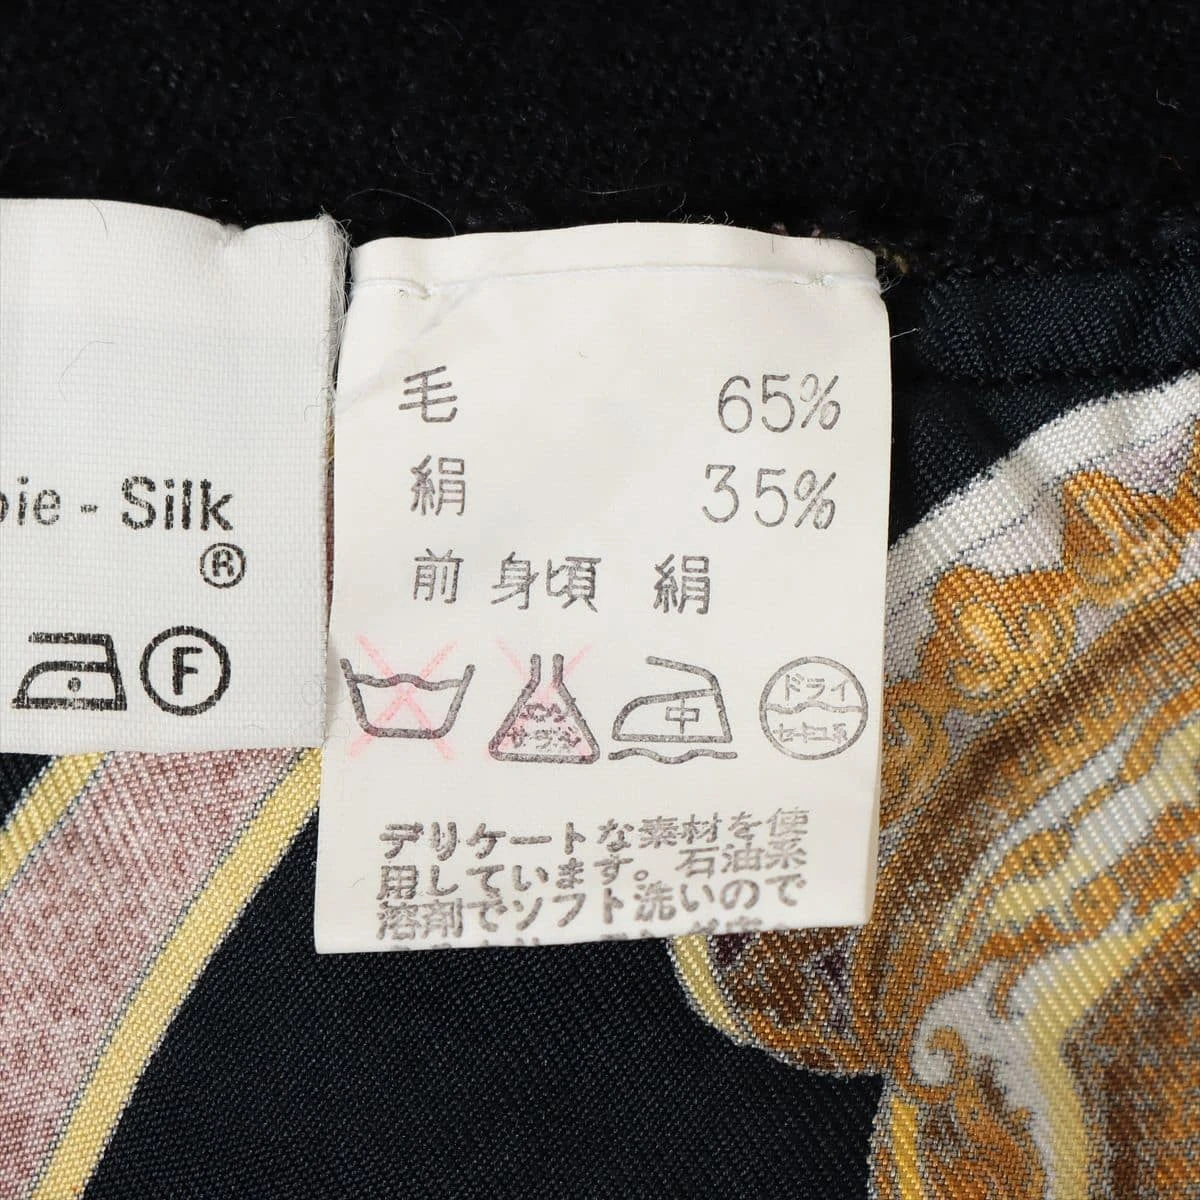 - Silk
®
F
毛 65%
絹 35%
前 身頃 絹
中
ドライ
セキユ系
デリケートな素材を使
用しています。石油系
溶剤でソフト洗いので